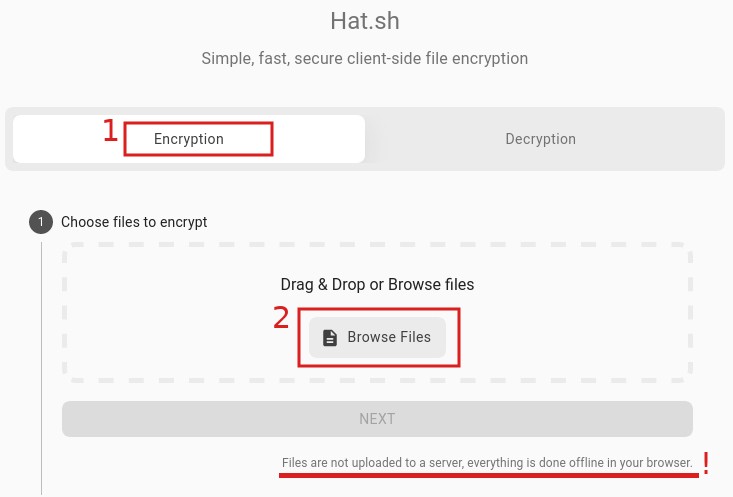 Hat.sh
Simple, fast, secure client-side file encryption
1 Encryption Decryption
1 Choose files to encrypt
Drag & Drop or Browse files
2 Browse Files
NEXT
Files are not uploaded to a server, everything is done offline in your browser. !